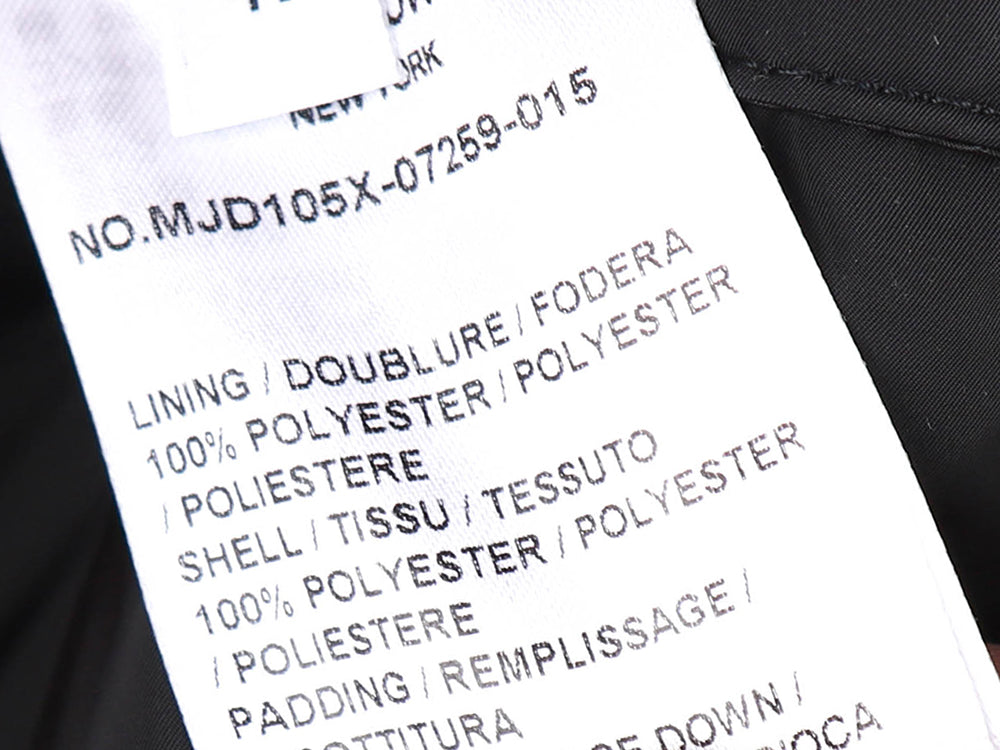 NEW YORK
NO.MJD105X-07259-015
LINING / DOUBLURE / FODERA
100% POLYESTER / POLYESTER
/ POLIESTERE
SHELL / TISSU / TESSUTO
100% POLYESTER / POLYESTER
/ POLIESTERE
PADDING / REMPLISSAGE /
DOWN /